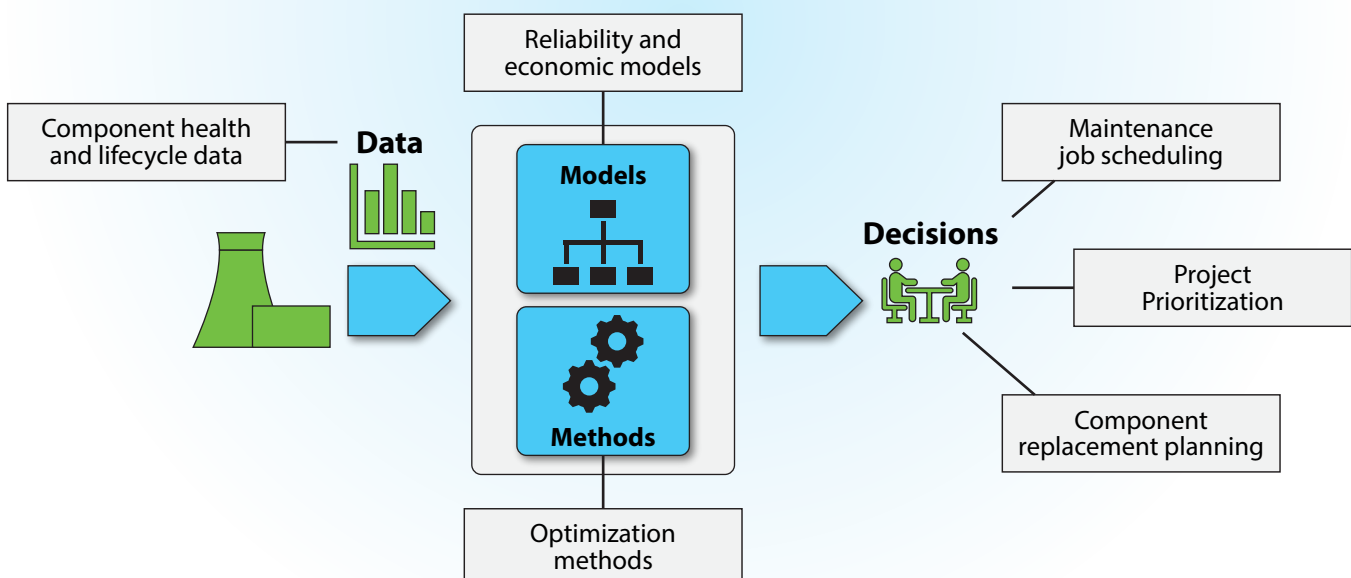 Reliability and
economic models
Component health
and lifecycle data
Data
Models
Methods
Optimization
methods
Decisions
Maintenance
job scheduling
Project
Prioritization
Component
replacement planning